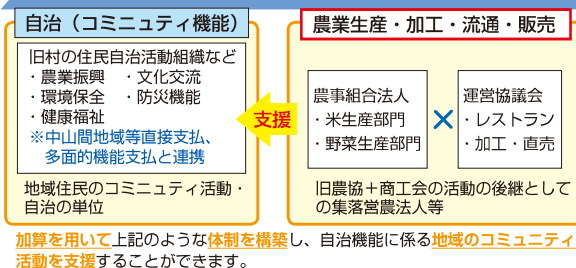 自治(コミニュティ機能)
旧村の住民自治活動組織など
・農業振興　・文化交流
・環境保全　・防災機能
・健康福祉
※中山間地域等直接支払、
多面的機能支払と連携
地域住民のコミニュティ活動・
自治の単位
支援
農業生産・加工・流通・販売
農事組合法人
・米生産部門
・野菜生産部門
×
運営協議会
・レストラン
・加工・直売
旧農協+商工会の活動の後継として
の集落営農法人等
加算を用いて上記のような体制を構築し、自治機能に係る地域のコミュニティ
活動を支援することができます。